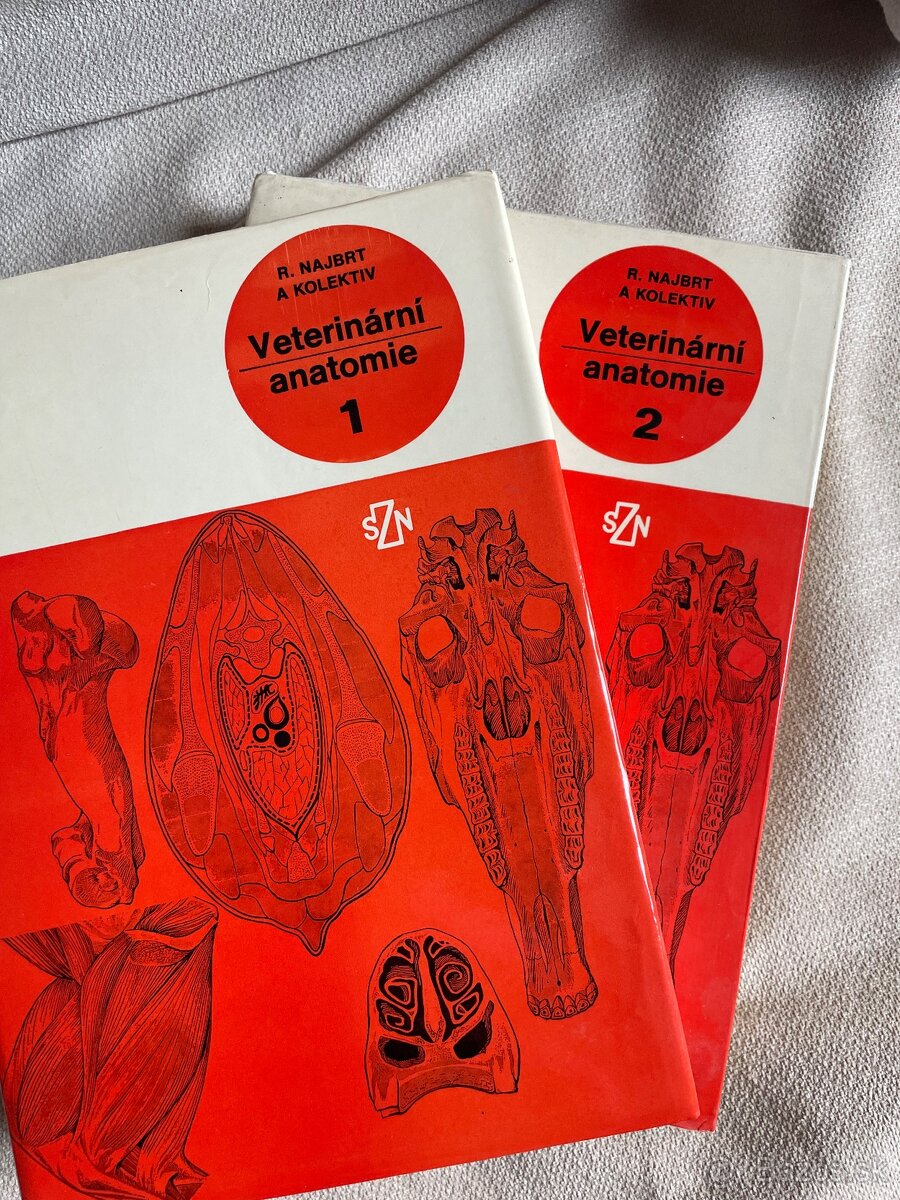 R. NAJBRT
A KOLEKTIV
Veterinární
anatomie
1
SZN
R. NAJBRT
A KOLEKTIV
Veterinární
anatomie
2
SZN